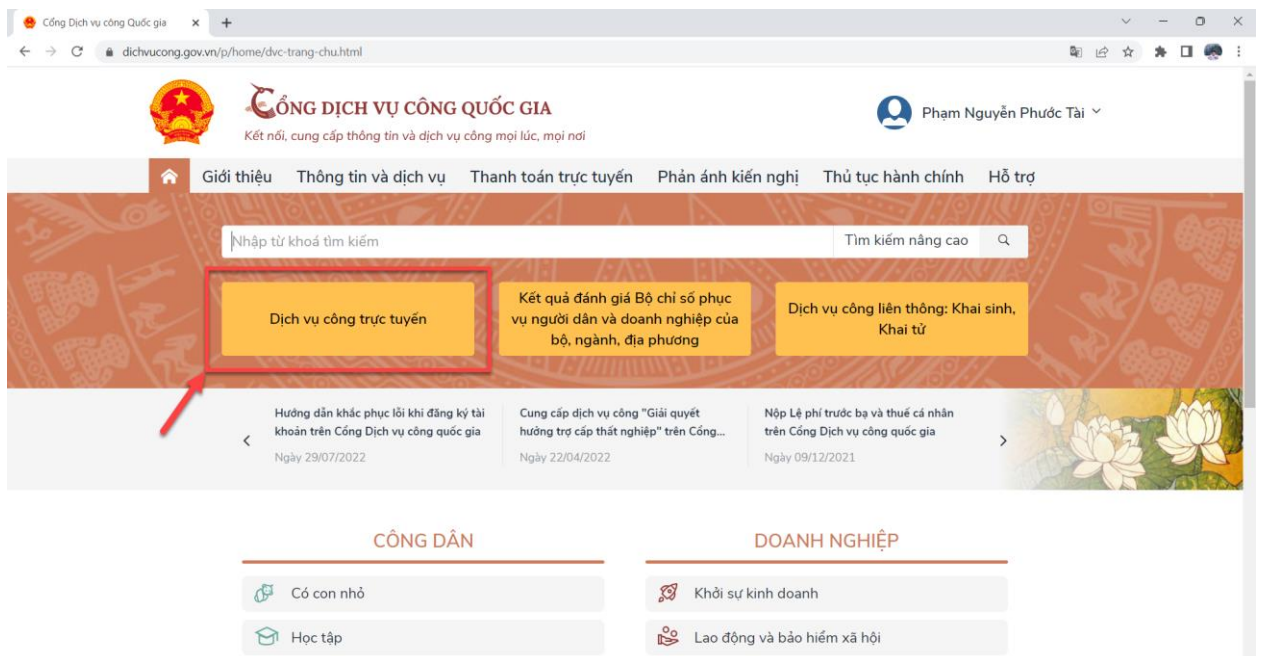 Cổng Dịch vụ công Quốc gia
dichvucong.gov.vn/p/home/dvc-trang-chu.html
CỔNG DỊCH VỤ CÔNG QUỐC GIA
Kết nối, cung cấp thông tin và dịch vụ công mọi lúc, mọi nơi
Phạm Nguyễn Phước Tài
Giới thiệu Thông tin và dịch vụ Thanh toán trực tuyến Phản ánh kiến nghị Thủ tục hành chính Hỗ trợ
Nhập từ khoá tìm kiếm Tìm kiếm nâng cao
Dịch vụ công trực tuyến
Kết quả đánh giá Bộ chỉ số phục
vụ người dân và doanh nghiệp của
bộ, ngành, địa phương
Dịch vụ công liên thông: Khai sinh,
Khai tử
Hướng dẫn khắc phục lỗi khi đăng ký tài
khoản trên Cổng Dịch vụ công quốc gia
Ngày 29/07/2022
Cung cấp dịch vụ công "Giải quyết
hưởng trợ cấp thất nghiệp" trên Cổng...
Ngày 22/04/2022
Nộp Lệ phí trước bạ và thuế cá nhân
trên Cổng Dịch vụ công quốc gia
Ngày 09/12/2021
CÔNG DÂN
Có con nhỏ
Học tập
DOANH NGHIỆP
Khởi sự kinh doanh
Lao động và bảo hiểm xã hội